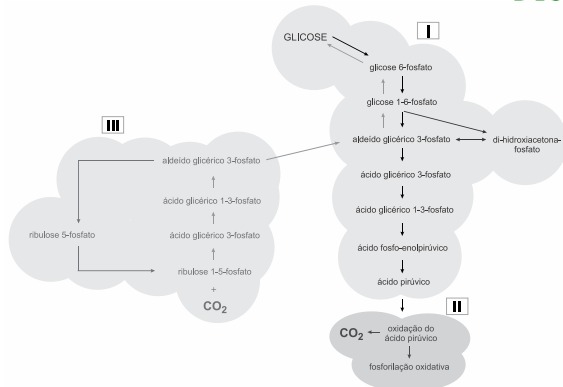 I
GLICOSE
glicose 6-fosfato
glicose 1-6-fosfato
aldeído glicérico 3-fosfato
di-hidroxiacetona-
fosfato
ácido glicérico 3-fosfato
ácido glicérico 1-3-fosfato
ácido fosfo-enolpirúvico
ácido pirúvico
II
CO2
oxidação do
ácido pirúvico
fosforilação oxidativa
III
aldeído glicérico 3-fosfato
ácido glicérico 1-3-fosfato
ácido glicérico 3-fosfato
ribulose 5-fosfato
ribulose 1-5-fosfato
+
CO2